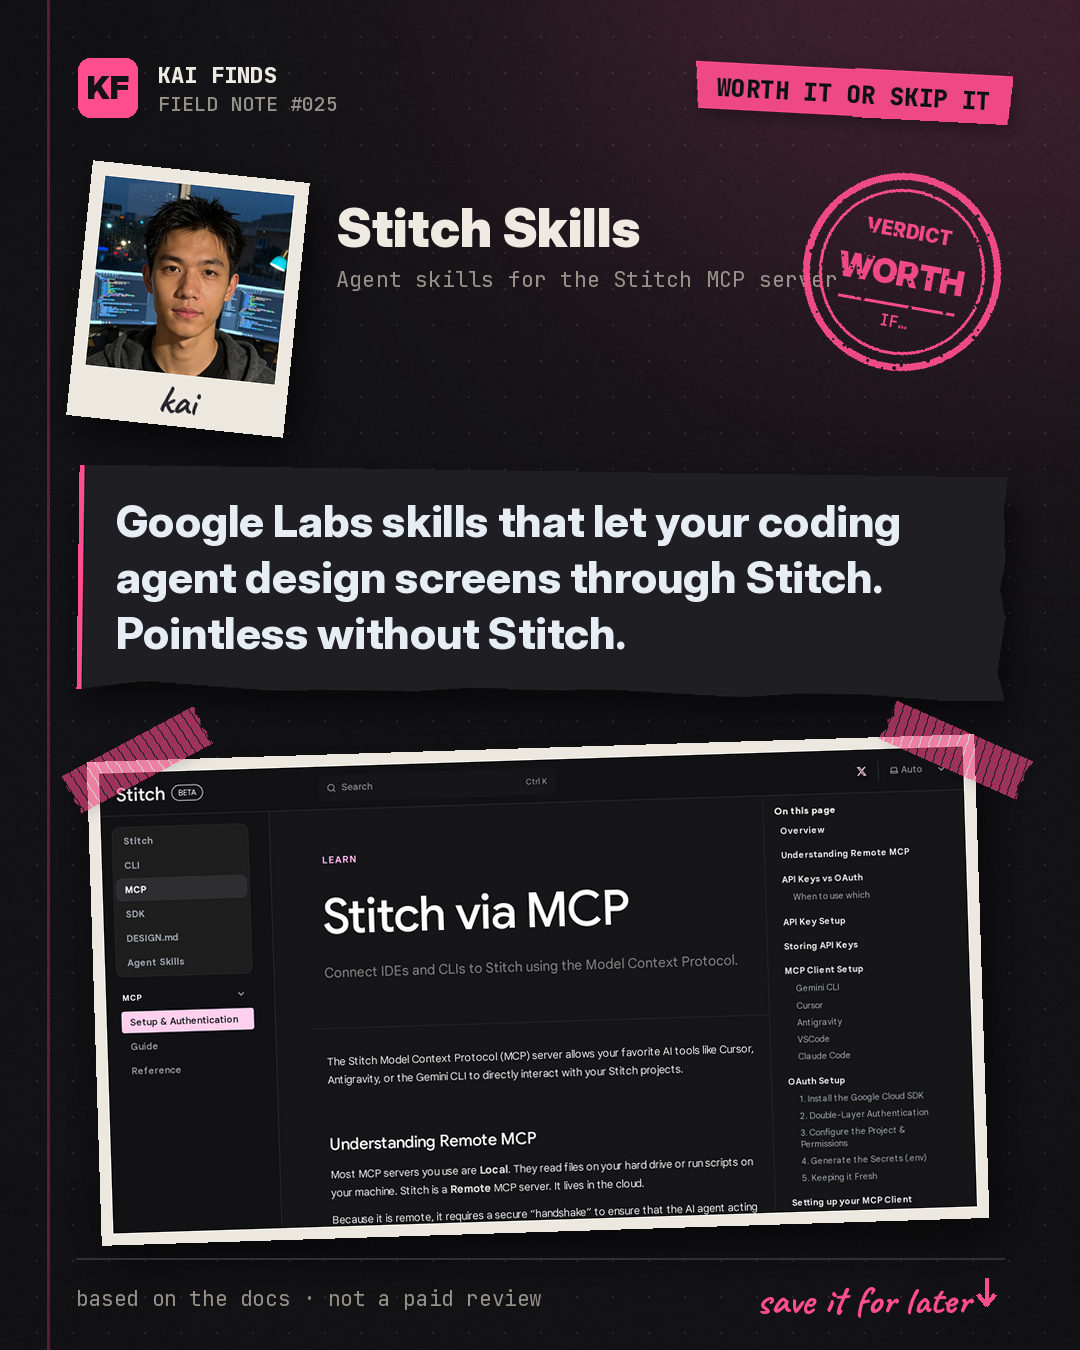 KF
KAI FINDS
FIELD NOTE #025
WORTH IT OR SKIP IT
kai
Stitch Skills
Agent skills for the Stitch MCP server
VERDICT
WORTH
IF…
Google Labs skills that let your coding
agent design screens through Stitch.
Pointless without Stitch.
Stitch BETA
Search
Ctrl K
Auto
Stitch
CLI
MCP
SDK
DESIGN.md
Agent Skills
MCP
Setup & Authentication
Guide
Reference
LEARN
Stitch via MCP
Connect IDEs and CLIs to Stitch using the Model Context Protocol.
The Stitch Model Context Protocol (MCP) server allows your favorite AI tools like Cursor,
Antigravity, or the Gemini CLI to directly interact with your Stitch projects.
Understanding Remote MCP
Most MCP servers you use are Local. They read files on your hard drive or run scripts on
your machine. Stitch is a Remote MCP server. It lives in the cloud.
Because it is remote, it requires a secure “handshake” to ensure that the AI agent acting
On this page
Overview
Understanding Remote MCP
API Keys vs OAuth
When to use which
API Key Setup
Storing API Keys
MCP Client Setup
Gemini CLI
Cursor
Antigravity
VSCode
Claude Code
OAuth Setup
1. Install the Google Cloud SDK
2. Double-Layer Authentication
3. Configure the Project &
Permissions
4. Generate the Secrets (.env)
5. Keeping it Fresh
Setting up your MCP Client
based on the docs · not a paid review
save it for later